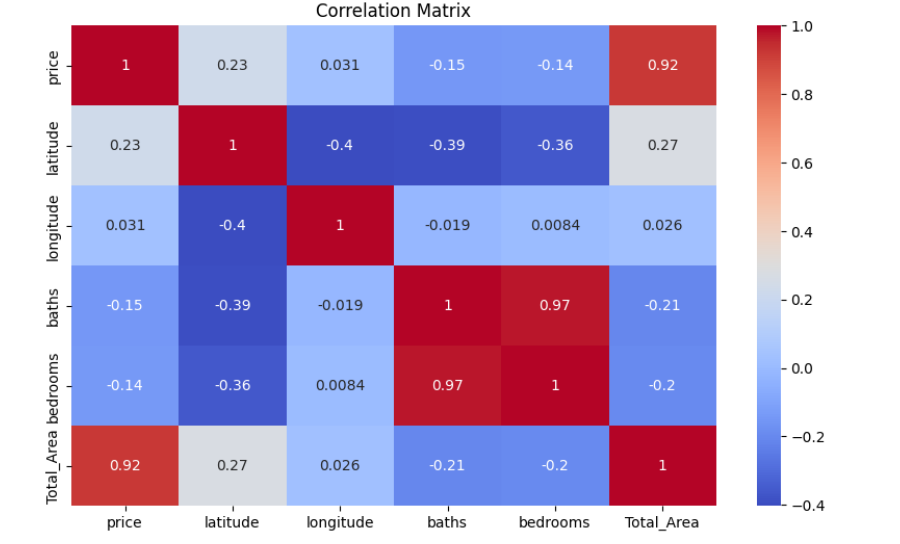 Correlation Matrix
price 1 0.23 0.031 -0.15 -0.14 0.92
latitude 0.23 1 -0.4 -0.39 -0.36 0.27
longitude 0.031 -0.4 1 -0.019 0.0084 0.026
baths -0.15 -0.39 -0.019 1 0.97 -0.21
bedrooms -0.14 -0.36 0.0084 0.97 1 -0.2
Total_Area 0.92 0.27 0.026 -0.21 -0.2 1
price latitude longitude baths bedrooms Total_Area
1.0
0.8
0.6
0.4
0.2
0.0
−0.2
−0.4